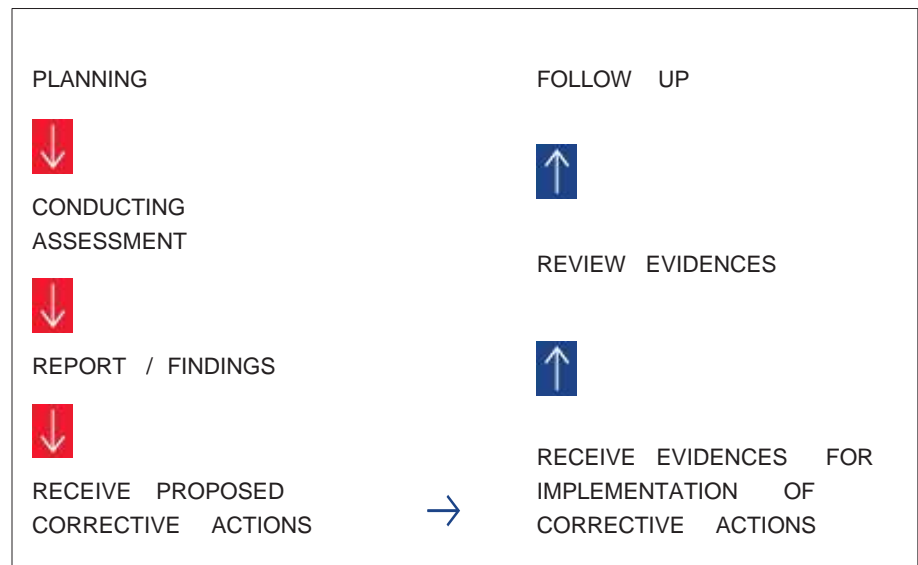 PLANNING
CONDUCTING
ASSESSMENT
REPORT / FINDINGS
RECEIVE PROPOSED
CORRECTIVE ACTIONS
FOLLOW UP
REVIEW EVIDENCES
RECEIVE EVIDENCES FOR
IMPLEMENTATION OF
CORRECTIVE ACTIONS